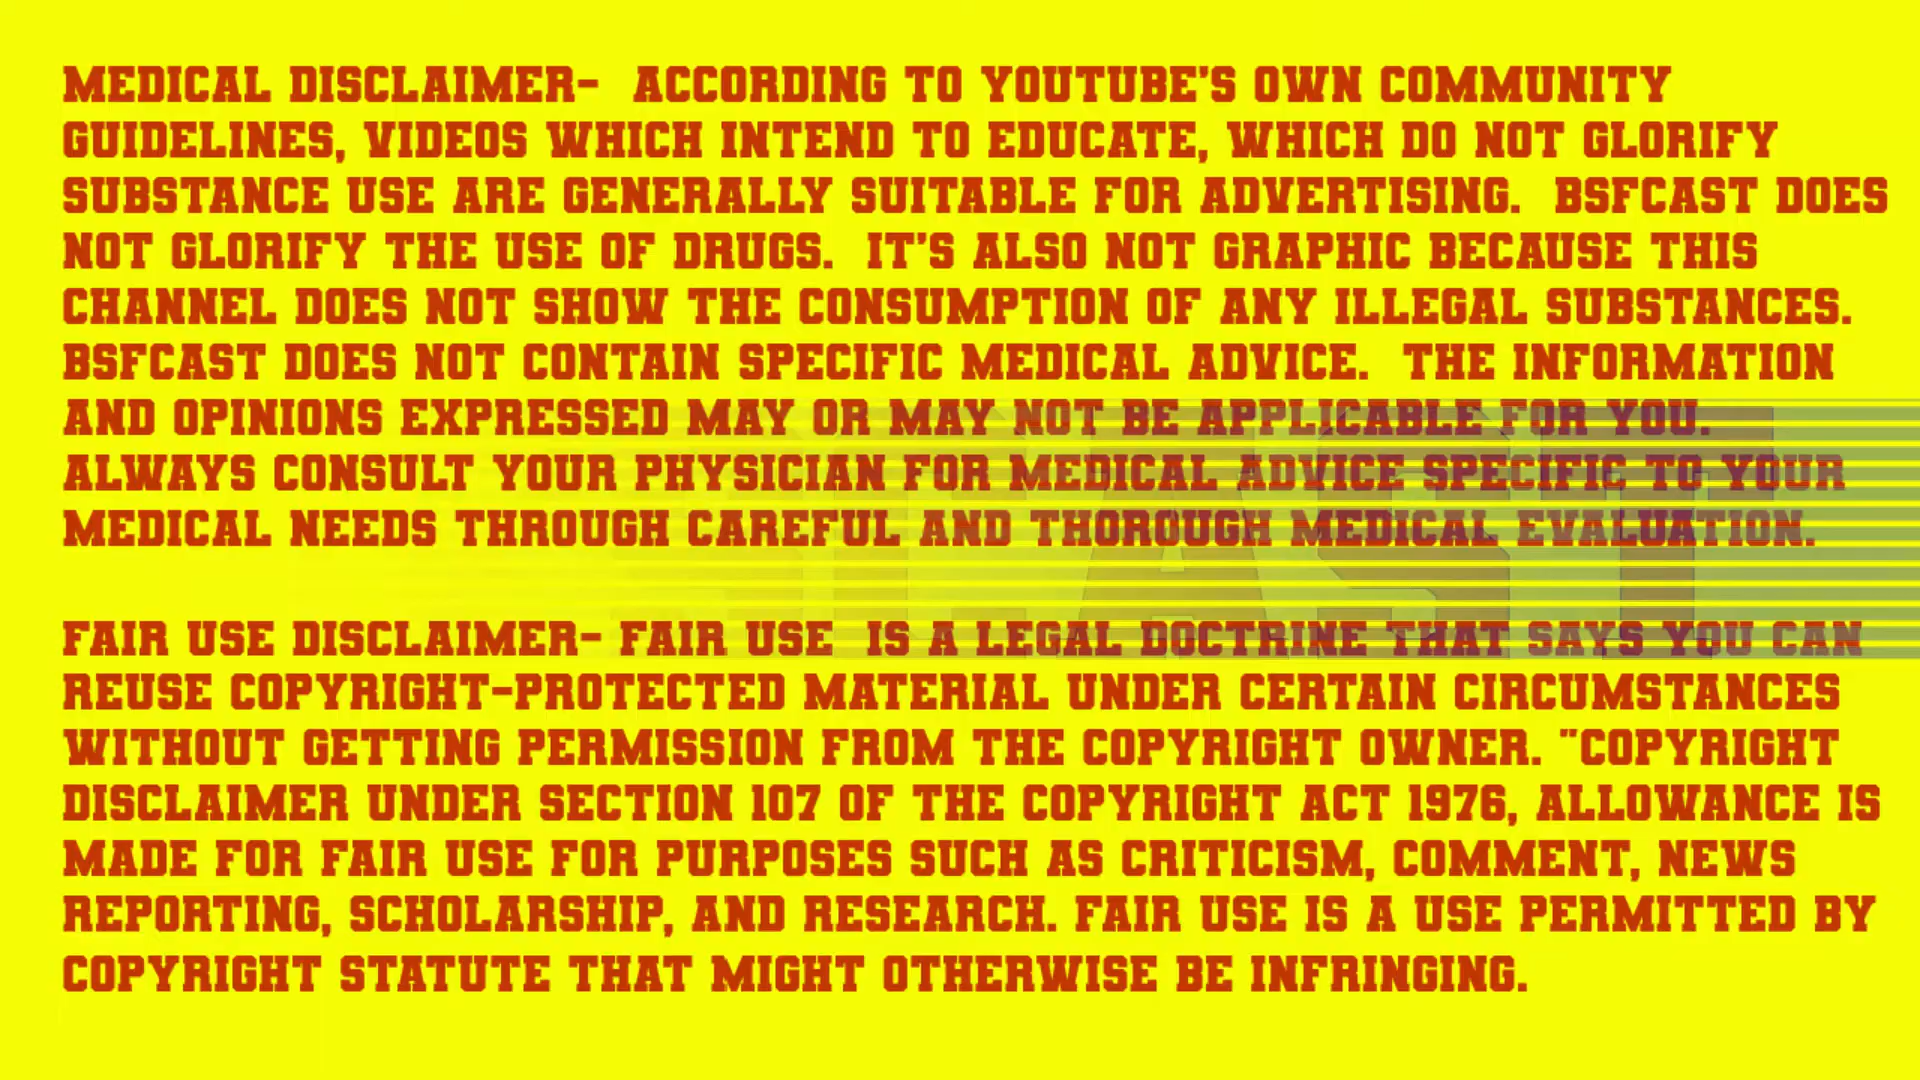 MEDICAL DISCLAIMER-  ACCORDING TO YOUTUBE'S OWN COMMUNITY
GUIDELINES, VIDEOS WHICH INTEND TO EDUCATE, WHICH DO NOT GLORIFY
SUBSTANCE USE ARE GENERALLY SUITABLE FOR ADVERTISING.  BSFCAST DOES
NOT GLORIFY THE USE OF DRUGS.  IT'S ALSO NOT GRAPHIC BECAUSE THIS
CHANNEL DOES NOT SHOW THE CONSUMPTION OF ANY ILLEGAL SUBSTANCES.
BSFCAST DOES NOT CONTAIN SPECIFIC MEDICAL ADVICE.  THE INFORMATION
AND OPINIONS EXPRESSED MAY OR MAY NOT BE APPLICABLE FOR YOU.
ALWAYS CONSULT YOUR PHYSICIAN FOR MEDICAL ADVICE SPECIFIC TO YOUR
MEDICAL NEEDS THROUGH CAREFUL AND THOROUGH MEDICAL EVALUATION.
FAIR USE DISCLAIMER- FAIR USE  IS A LEGAL DOCTRINE THAT SAYS YOU CAN
REUSE COPYRIGHT-PROTECTED MATERIAL UNDER CERTAIN CIRCUMSTANCES
WITHOUT GETTING PERMISSION FROM THE COPYRIGHT OWNER. "COPYRIGHT
DISCLAIMER UNDER SECTION 107 OF THE COPYRIGHT ACT 1976, ALLOWANCE IS
MADE FOR FAIR USE FOR PURPOSES SUCH AS CRITICISM, COMMENT, NEWS
REPORTING, SCHOLARSHIP, AND RESEARCH. FAIR USE IS A USE PERMITTED BY
COPYRIGHT STATUTE THAT MIGHT OTHERWISE BE INFRINGING.